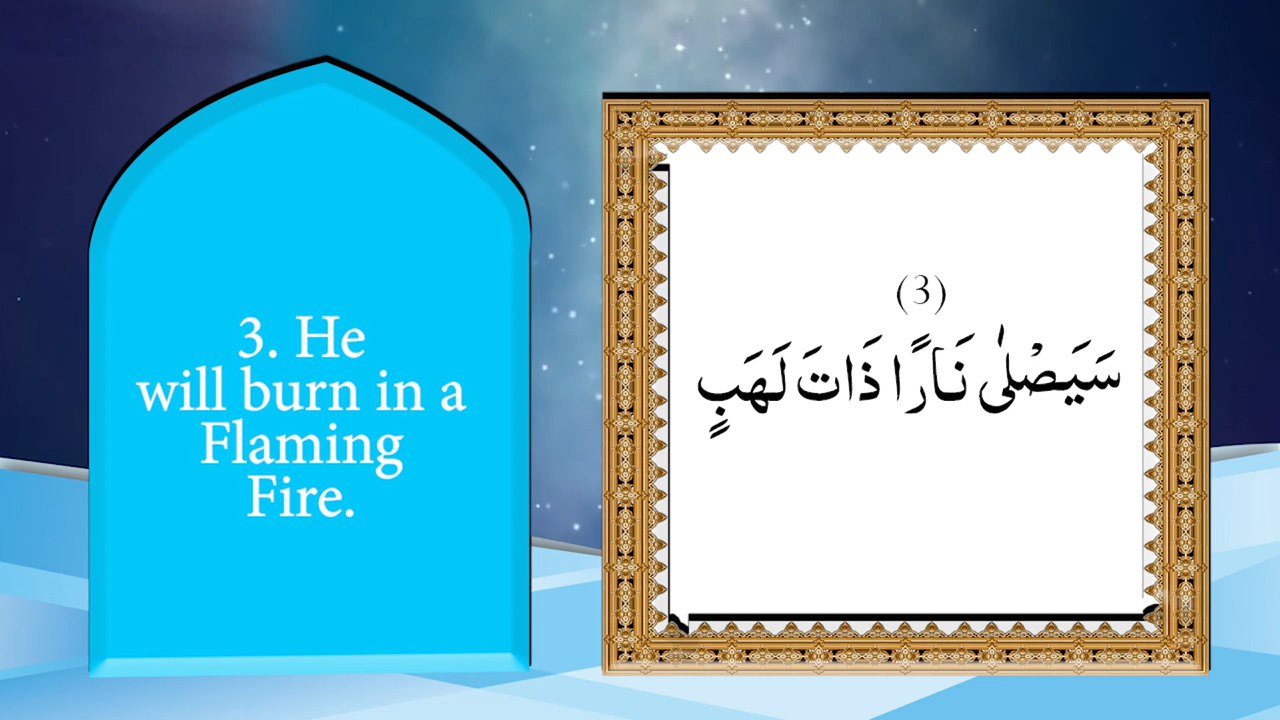 3. He
will burn in a
Flaming
Fire.
(3)
سَيَصْلٰى نَارًا ذَاتَ لَهَبٍ